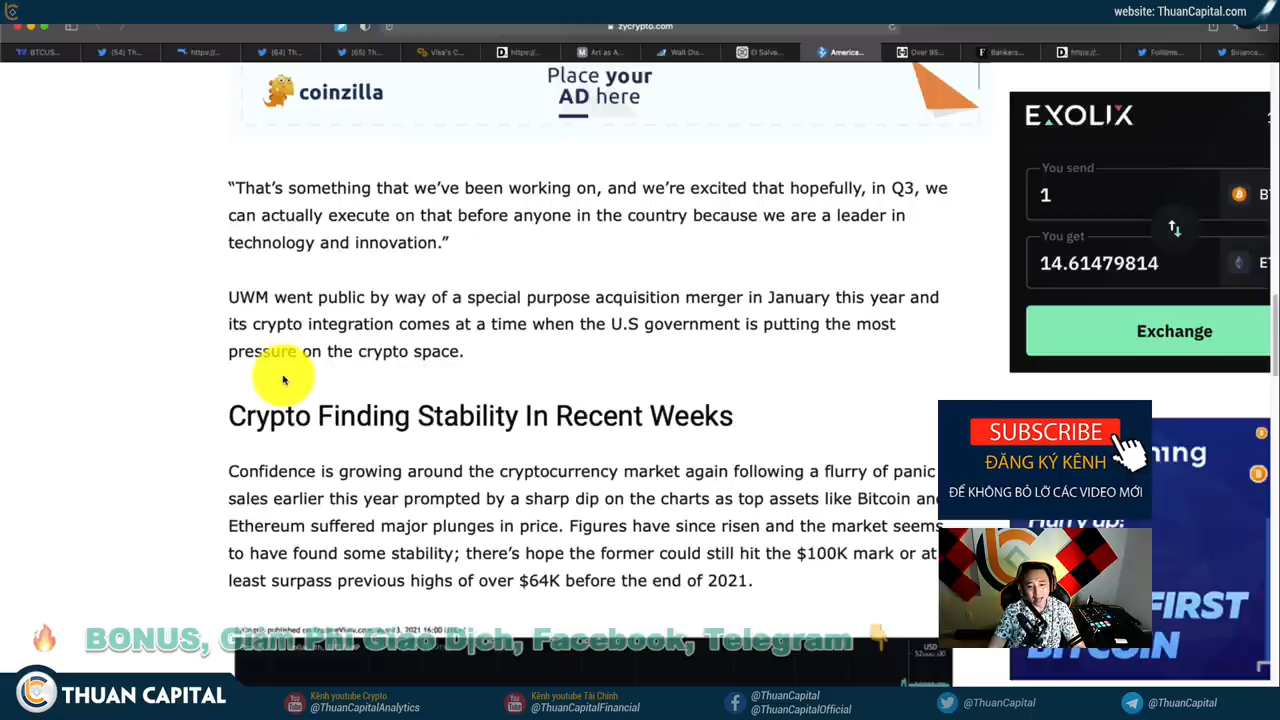 website: ThuanCapital.com
zycrypto.com
BTCUS...
(54) Th...
https://...
(64) Th...
(65) Th...
Visa's C...
https://...
Art as A...
Wall Dis...
El Salve...
America...
Over 85...
Bankers...
https://...
Binance...
coinzilla
Place your
AD here
EXOLIX
You send
1
You get
14.61479814
Exchange
“That’s something that we’ve been working on, and we’re excited that hopefully, in Q3, we
can actually execute on that before anyone in the country because we are a leader in
technology and innovation.”
UWM went public by way of a special purpose acquisition merger in January this year and
its crypto integration comes at a time when the U.S government is putting the most
pressure on the crypto space.
Crypto Finding Stability In Recent Weeks
Confidence is growing around the cryptocurrency market again following a flurry of panic
sales earlier this year prompted by a sharp dip on the charts as top assets like Bitcoin and
Ethereum suffered major plunges in price. Figures have since risen and the market seems
to have found some stability; there’s hope the former could still hit the $100K mark or at
least surpass previous highs of over $64K before the end of 2021.
SUBSCRIBE
ĐĂNG KÝ KÊNH
ĐỂ KHÔNG BỎ LỠ CÁC VIDEO MỚI
Hurry up!
FIRST
BITCOIN
BONUS, Giảm Phí Giao Dịch, Facebook, Telegram
USD
THUAN CAPITAL
Kênh youtube Crypto
@ThuanCapitalAnalytics
Kênh youtube Tài Chính
@ThuanCapitalFinancial
@ThuanCapital
@ThuanCapitalOfficial
@ThuanCapital
@ThuanCapital